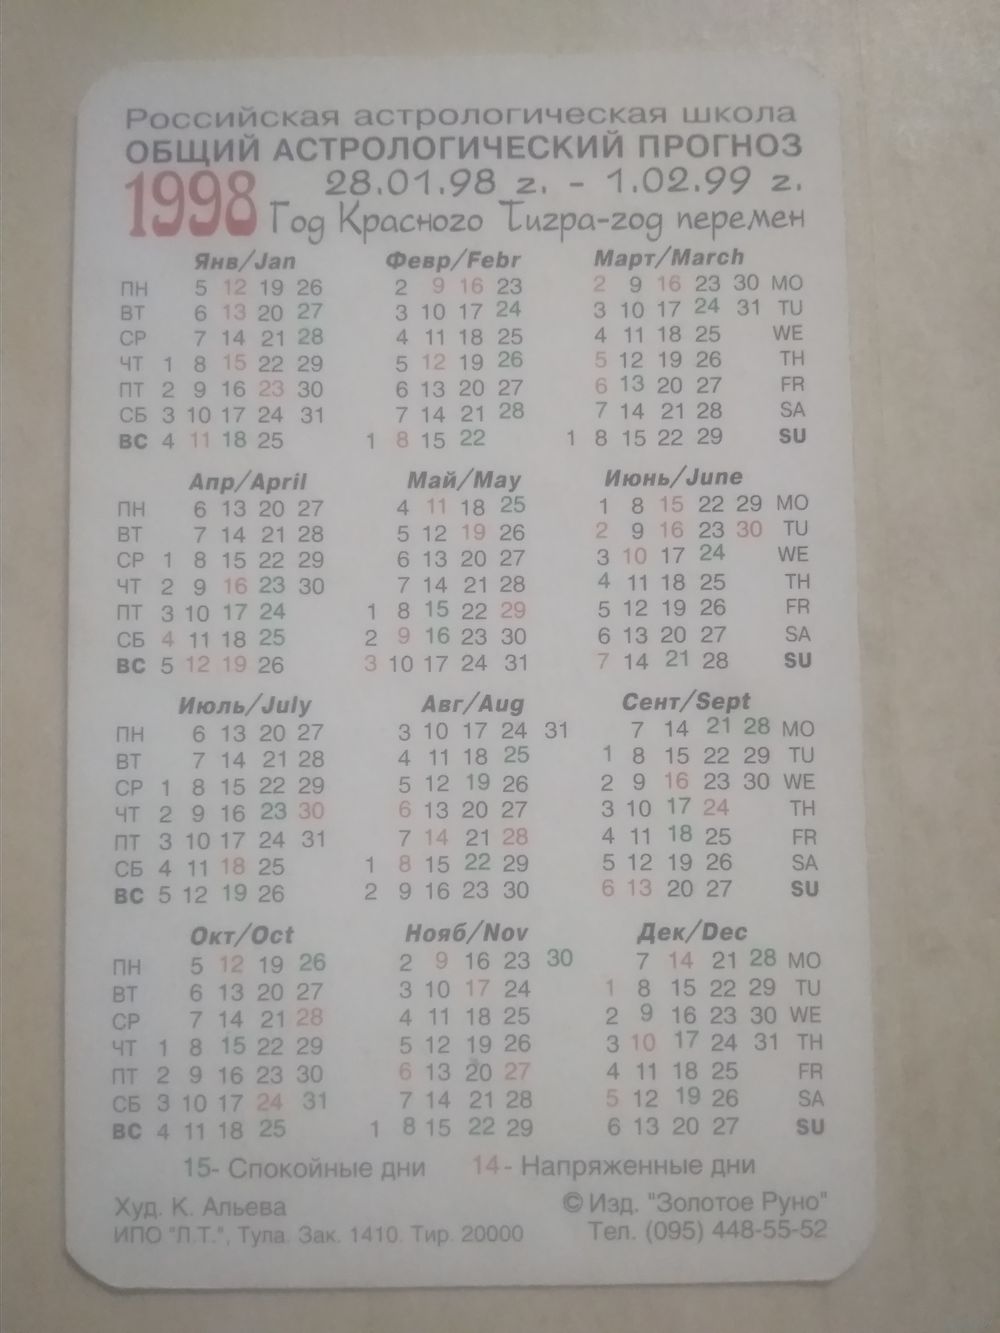 Российская астрологическая школа
ОБЩИЙ АСТРОЛОГИЧЕСКИЙ ПРОГНОЗ
1998 28.01.98 г. - 1.02.99 г.
Год Красного Тигра-год перемен
Янв/Jan Февр/Febr Март/March
ПН 5 12 19 26 2 9 16 23 2 9 16 23 30 MO
ВТ 6 13 20 27 3 10 17 24 3 10 17 24 31 TU
СР 7 14 21 28 4 11 18 25 4 11 18 25 WE
ЧТ 1 8 15 22 29 5 12 19 26 5 12 19 26 TH
ПТ 2 9 16 23 30 6 13 20 27 6 13 20 27 FR
СБ 3 10 17 24 31 7 14 21 28 7 14 21 28 SA
ВС 4 11 18 25 1 8 15 22 1 8 15 22 29 SU
Апр/April Май/May Июнь/June
ПН 6 13 20 27 4 11 18 25 1 8 15 22 29 MO
ВТ 7 14 21 28 5 12 19 26 2 9 16 23 30 TU
СР 1 8 15 22 29 6 13 20 27 3 10 17 24 WE
ЧТ 2 9 16 23 30 7 14 21 28 4 11 18 25 TH
ПТ 3 10 17 24 1 8 15 22 29 5 12 19 26 FR
СБ 4 11 18 25 2 9 16 23 30 6 13 20 27 SA
ВС 5 12 19 26 3 10 17 24 31 7 14 21 28 SU
Июль/July Авг/Aug Сент/Sept
ПН 6 13 20 27 3 10 17 24 31 7 14 21 28 MO
ВТ 7 14 21 28 4 11 18 25 1 8 15 22 29 TU
СР 1 8 15 22 29 5 12 19 26 2 9 16 23 30 WE
ЧТ 2 9 16 23 30 6 13 20 27 3 10 17 24 TH
ПТ 3 10 17 24 31 7 14 21 28 4 11 18 25 FR
СБ 4 11 18 25 1 8 15 22 29 5 12 19 26 SA
ВС 5 12 19 26 2 9 16 23 30 6 13 20 27 SU
Окт/Oct Нояб/Nov Дек/Dec
ПН 5 12 19 26 2 9 16 23 30 7 14 21 28 MO
ВТ 6 13 20 27 3 10 17 24 1 8 15 22 29 TU
СР 7 14 21 28 4 11 18 25 2 9 16 23 30 WE
ЧТ 1 8 15 22 29 5 12 19 26 3 10 17 24 31 TH
ПТ 2 9 16 23 30 6 13 20 27 4 11 18 25 FR
СБ 3 10 17 24 31 7 14 21 28 5 12 19 26 SA
ВС 4 11 18 25 1 8 15 22 29 6 13 20 27 SU
15- Спокойные дни 14- Напряженные дни
Худ. К. Альева © Изд. "Золотое Руно"
ИПО "Л.Т.", Тула. Зак. 1410. Тир. 20000 Тел. (095) 448-55-52